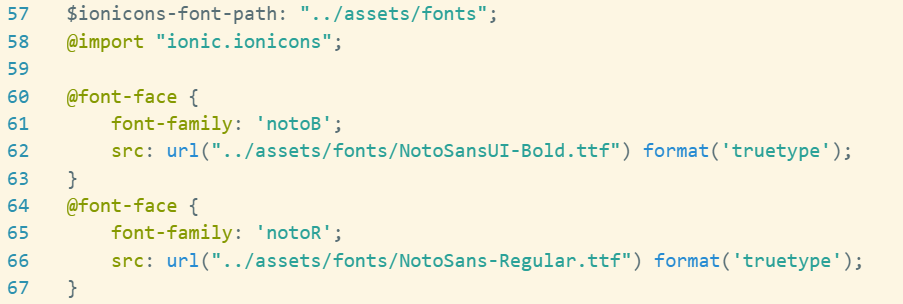 57 $ionicons-font-path: "../assets/fonts";
58 @import "ionic.ionicons";
59
60 @font-face {
61     font-family: 'notoB';
62     src: url("../assets/fonts/NotoSansUI-Bold.ttf") format('truetype');
63 }
64 @font-face {
65     font-family: 'notoR';
66     src: url("../assets/fonts/NotoSans-Regular.ttf") format('truetype');
67 }